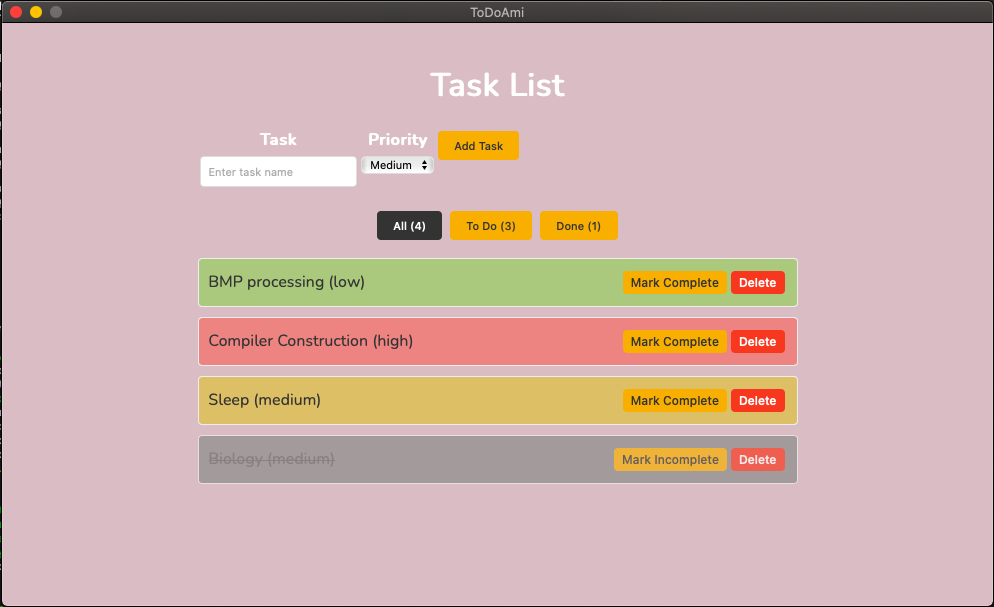 ToDoAmi
Task List
Task Priority Add Task
Enter task name Medium
All (4) To Do (3) Done (1)
BMP processing (low) Mark Complete Delete
Compiler Construction (high) Mark Complete Delete
Sleep (medium) Mark Complete Delete
Biology (medium) Mark Incomplete Delete